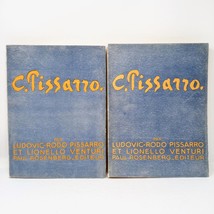 C. Pissarro.
PAR
LUDOVIC-RODO PISSARRO
ET LIONELLO VENTURI
PAUL ROSENBERG, EDITEUR
C. Pissarro.
PAR
LUDOVIC-RODO PISSARRO
ET LIONELLO VENTURI
PAUL ROSENBERG, EDITEUR